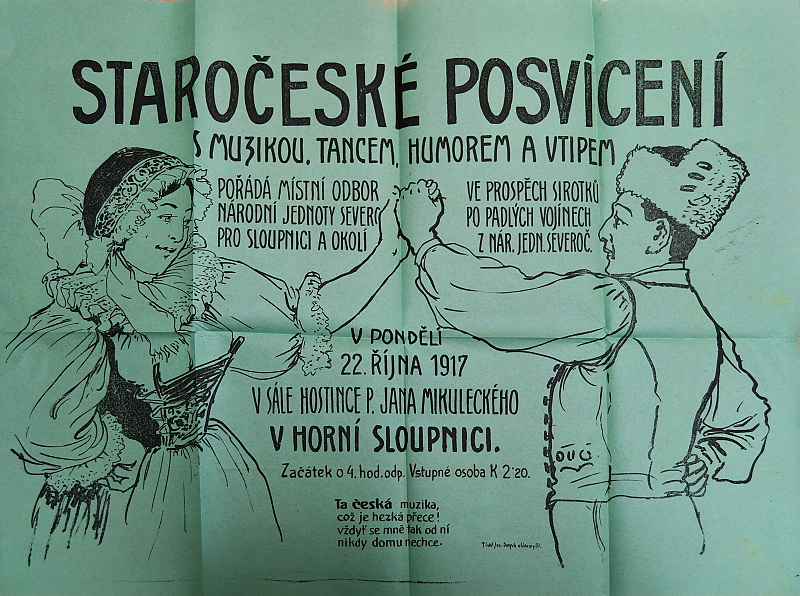 STAROČESKÉ POSVÍCENÍ
S MUZIKOU, TANCEM, HUMOREM A VTIPEM
POŘÁDÁ MÍSTNÍ ODBOR
NÁRODNÍ JEDNOTY SEVERO
PRO SLOUPNICI A OKOLÍ
VE PROSPĚCH SIROTKŮ
PO PADLÝCH VOJÍNECH
Z NÁR. JEDN. SEVEROČ.
V PONDĚLÍ
22. ŘÍJNA 1917
V SÁLE HOSTINCE P. JANA MIKULECKÉHO
V HORNÍ SLOUPNICI.
Začátek o 4. hod. odp. Vstupné osoba K 2·20.
Ta česká muzika,
což je hezká přece!
vždyť se mně tak od ní
nikdy domu nechce.